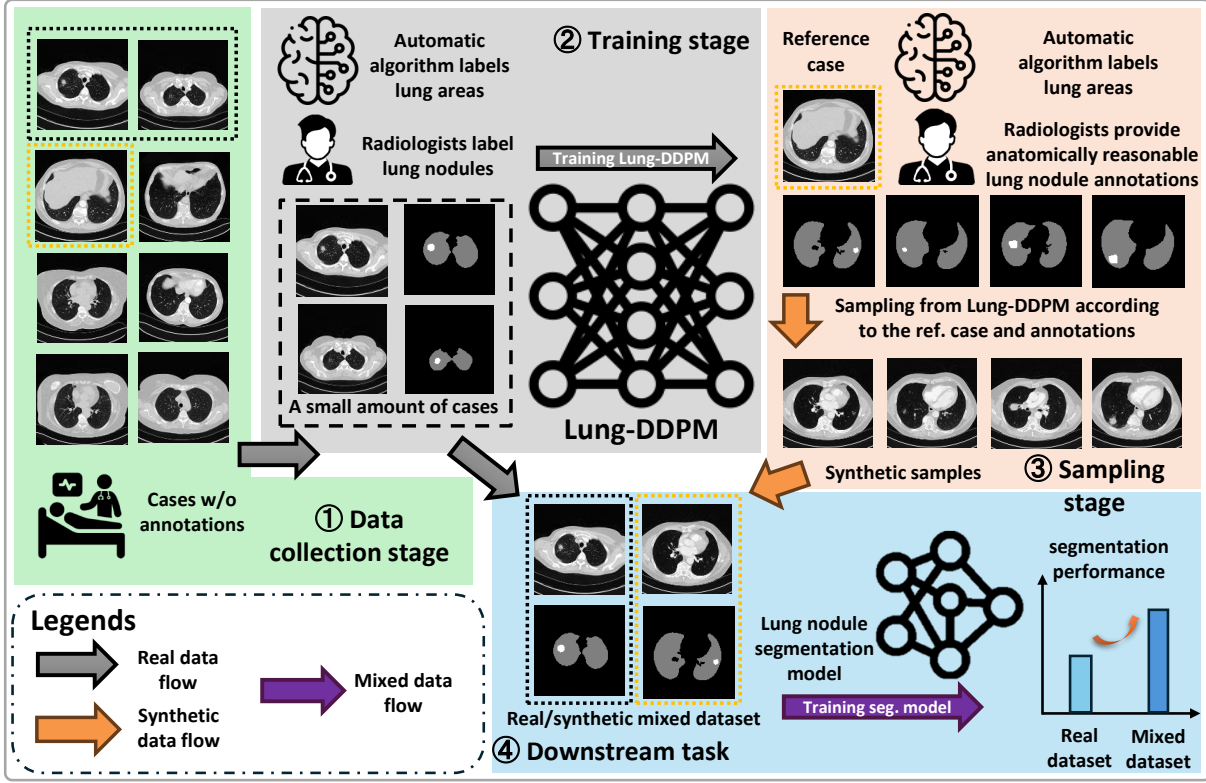 Cases w/o
annotations
① Data
collection stage
② Training stage
Automatic
algorithm labels
lung areas
Radiologists label
lung nodules
A small amount of cases
Training Lung-DDPM
Lung-DDPM
Reference
case
Automatic
algorithm labels
lung areas
Radiologists provide
anatomically reasonable
lung nodule annotations
Sampling from Lung-DDPM according
to the ref. case and annotations
Synthetic samples
③ Sampling
stage
Real/synthetic mixed dataset
④ Downstream task
Lung nodule
segmentation
model
Training seg. model
segmentation
performance
Real
dataset
Mixed
dataset
Legends
Real data
flow
Synthetic
data flow
Mixed data
flow